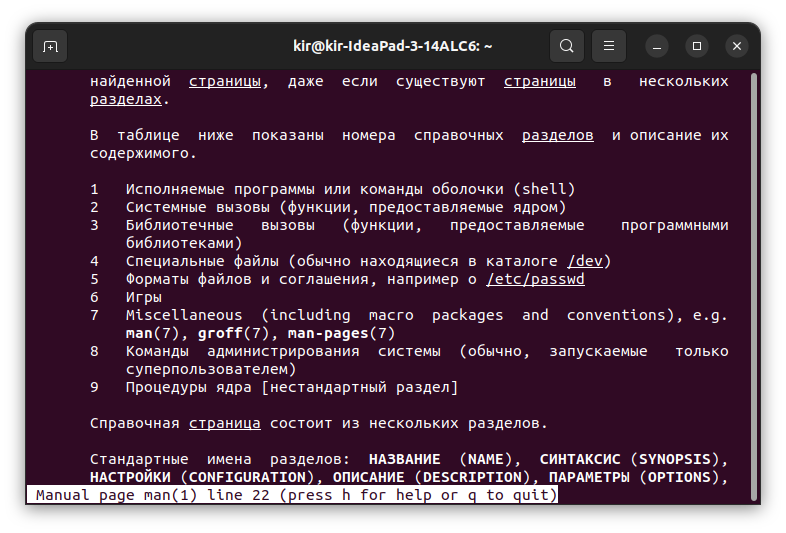 kir@kir-IdeaPad-3-14ALC6: ~
найденной страницы, даже если существуют страницы в нескольких
разделах.
В таблице ниже показаны номера справочных разделов и описание их
содержимого.
1 Исполняемые программы или команды оболочки (shell)
2 Системные вызовы (функции, предоставляемые ядром)
3 Библиотечные вызовы (функции, предоставляемые программными
библиотеками)
4 Специальные файлы (обычно находящиеся в каталоге /dev)
5 Форматы файлов и соглашения, например о /etc/passwd
6 Игры
7 Miscellaneous (including macro packages and conventions), e.g.
man(7), groff(7), man-pages(7)
8 Команды администрирования системы (обычно, запускаемые только
суперпользователем)
9 Процедуры ядра [нестандартный раздел]
Справочная страница состоит из нескольких разделов.
Стандартные имена разделов: НАЗВАНИЕ (NAME), СИНТАКСИС (SYNOPSIS),
НАСТРОЙКИ (CONFIGURATION), ОПИСАНИЕ (DESCRIPTION), ПАРАМЕТРЫ (OPTIONS),
Manual page man(1) line 22 (press h for help or q to quit)